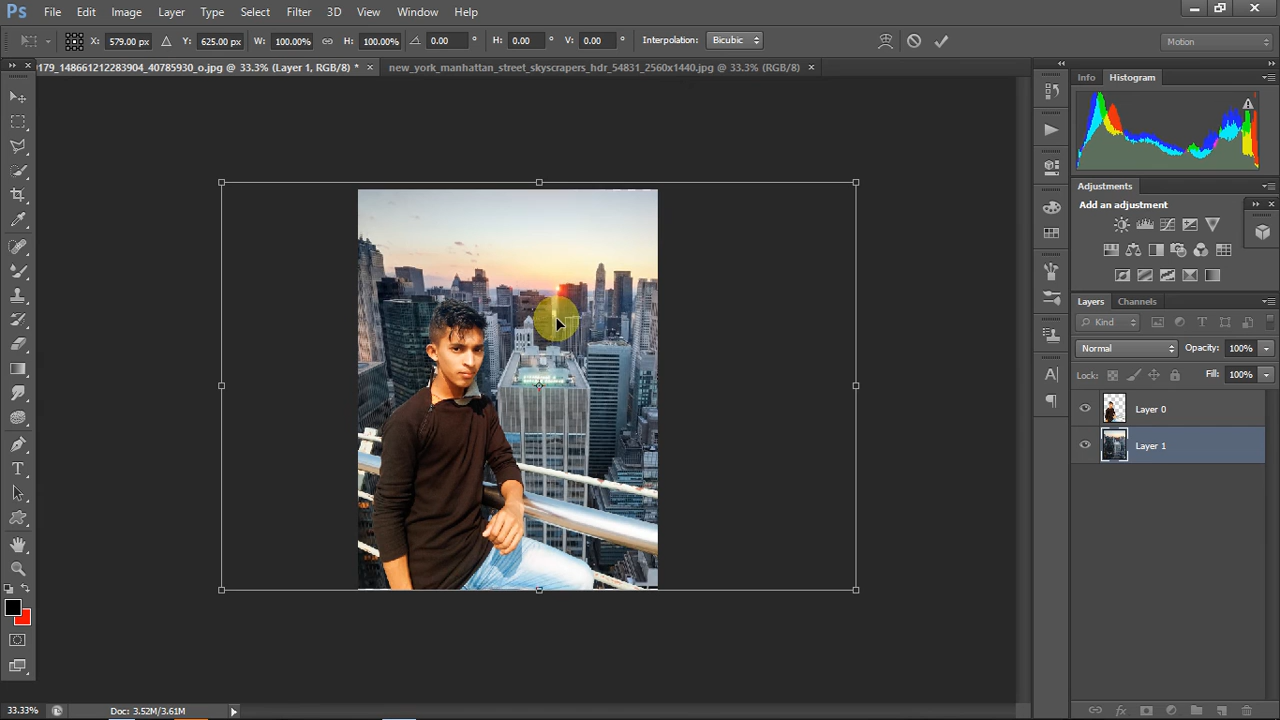 Ps File Edit Image Layer Type Select Filter 3D View Window Help
X: 579.00 px Y: 625.00 px W: 100.00% H: 100.00% 0.00 ° H: 0.00 ° V: 0.00 ° Interpolation: Bicubic Motion
179_148661212283904_40785930_o.jpg @ 33.3% (Layer 1, RGB/8) * × new_york_manhattan_street_skyscrapers_hdr_54831_2560x1440.jpg @ 33.3% (RGB/8) ×
Info Histogram
Adjustments
Add an adjustment
Layers Channels
Kind
Normal Opacity: 100%
Lock: Fill: 100%
Layer 0
Layer 1
33.33% Doc: 3.52M/3.61M